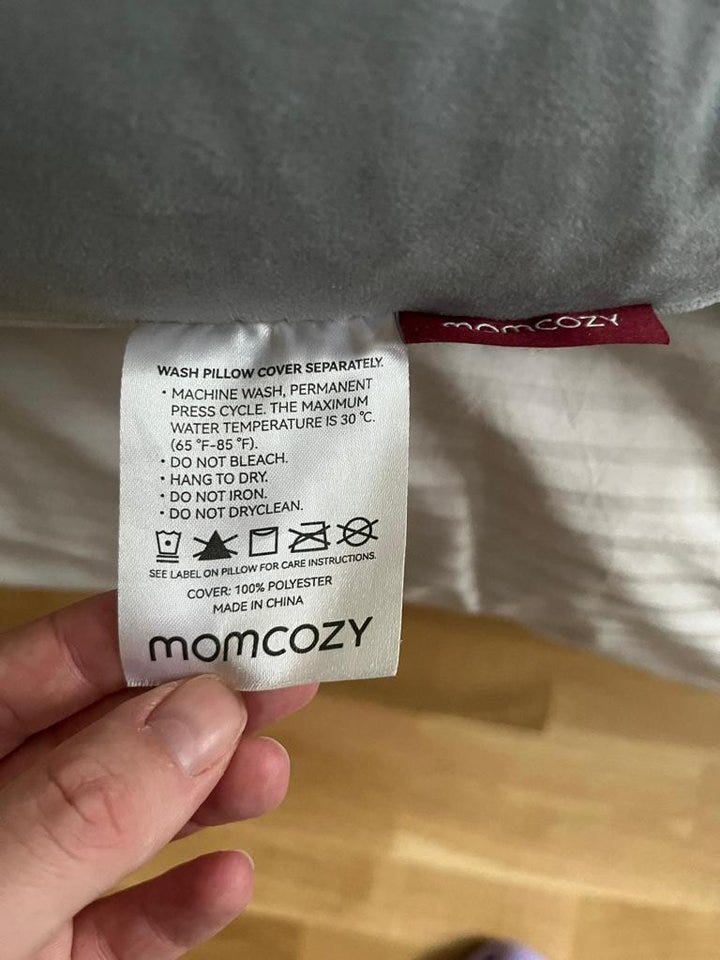 momcozy
WASH PILLOW COVER SEPARATELY.
• MACHINE WASH, PERMANENT
PRESS CYCLE. THE MAXIMUM
WATER TEMPERATURE IS 30 °C.
(65 °F-85 °F).
• DO NOT BLEACH.
• HANG TO DRY.
• DO NOT IRON.
• DO NOT DRYCLEAN.
SEE LABEL ON PILLOW FOR CARE INSTRUCTIONS.
COVER: 100% POLYESTER
MADE IN CHINA
momcozy